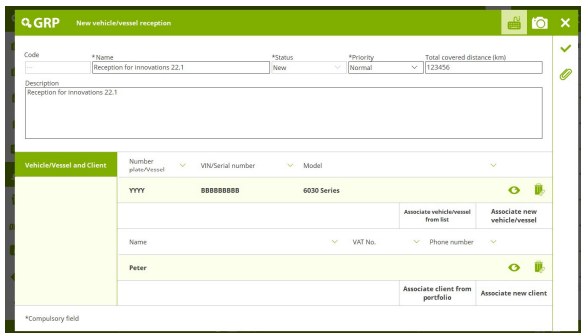 GRP New vehicle/vessel reception
Code *Name *Status *Priority Total covered distance (km)
--- Reception for innovations 22.1 New Normal 123456
Description
Reception for innovations 22.1
Vehicle/Vessel and Client
Number plate/Vessel VIN/Serial number Model
YYYY BBBBBBBBB 6030 Series
Associate vehicle/vessel from list Associate new vehicle/vessel
Name VAT No. Phone number
Peter
Associate client from portfolio Associate new client
*Compulsory field